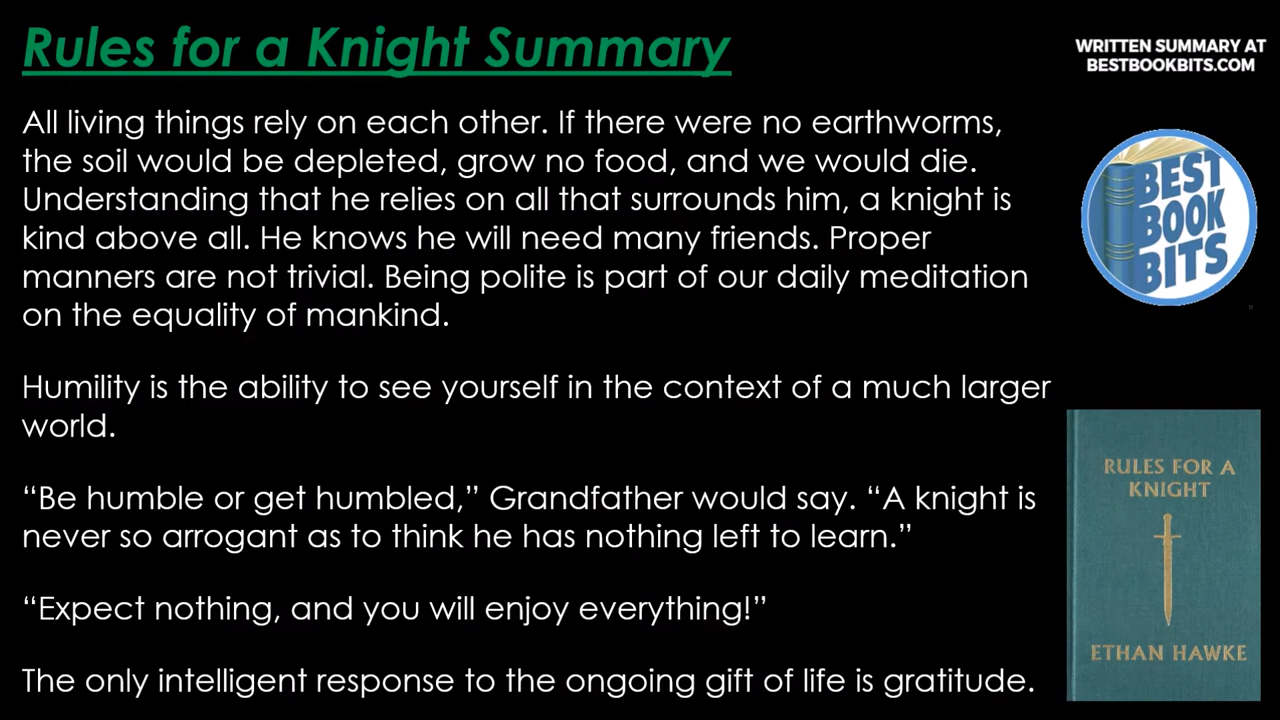 Rules for a Knight Summary
WRITTEN SUMMARY AT
BESTBOOKBITS.COM
All living things rely on each other. If there were no earthworms,
the soil would be depleted, grow no food, and we would die.
Understanding that he relies on all that surrounds him, a knight is
kind above all. He knows he will need many friends. Proper
manners are not trivial. Being polite is part of our daily meditation
on the equality of mankind.
BEST
BOOK
BITS
Humility is the ability to see yourself in the context of a much larger
world.
“Be humble or get humbled,” Grandfather would say. “A knight is
never so arrogant as to think he has nothing left to learn.”
“Expect nothing, and you will enjoy everything!”
The only intelligent response to the ongoing gift of life is gratitude.
RULES FOR A
KNIGHT
ETHAN HAWKE